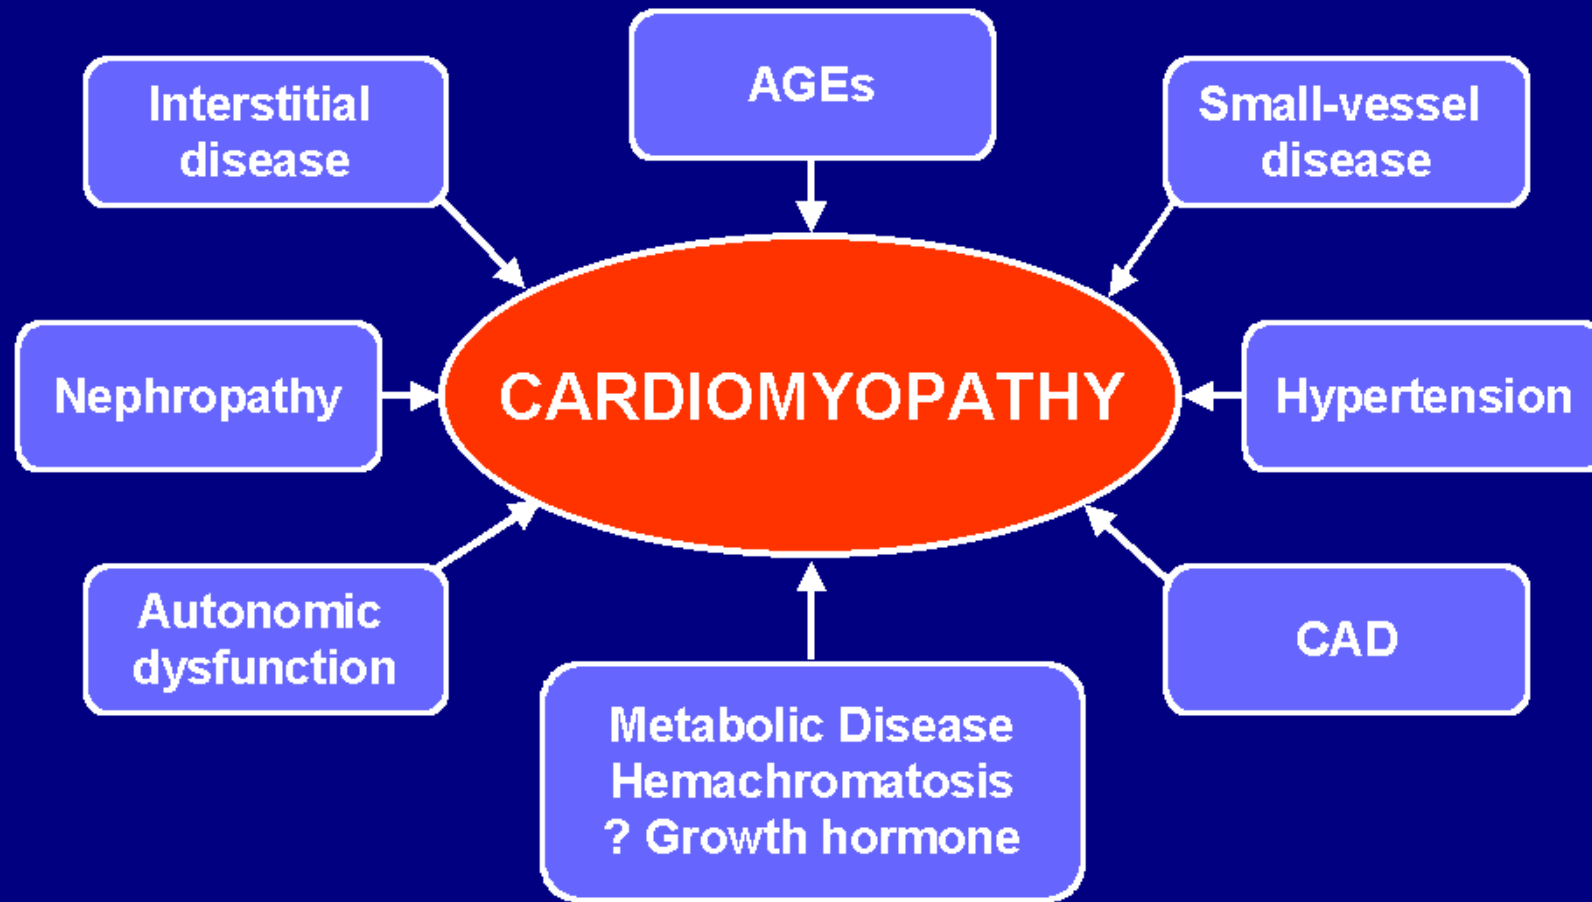 AGEs
Interstitial
disease
Small-vessel
disease
Nephropathy
CARDIOMYOPATHY
Hypertension
Autonomic
dysfunction
CAD
Metabolic Disease
Hemachromatosis
? Growth hormone